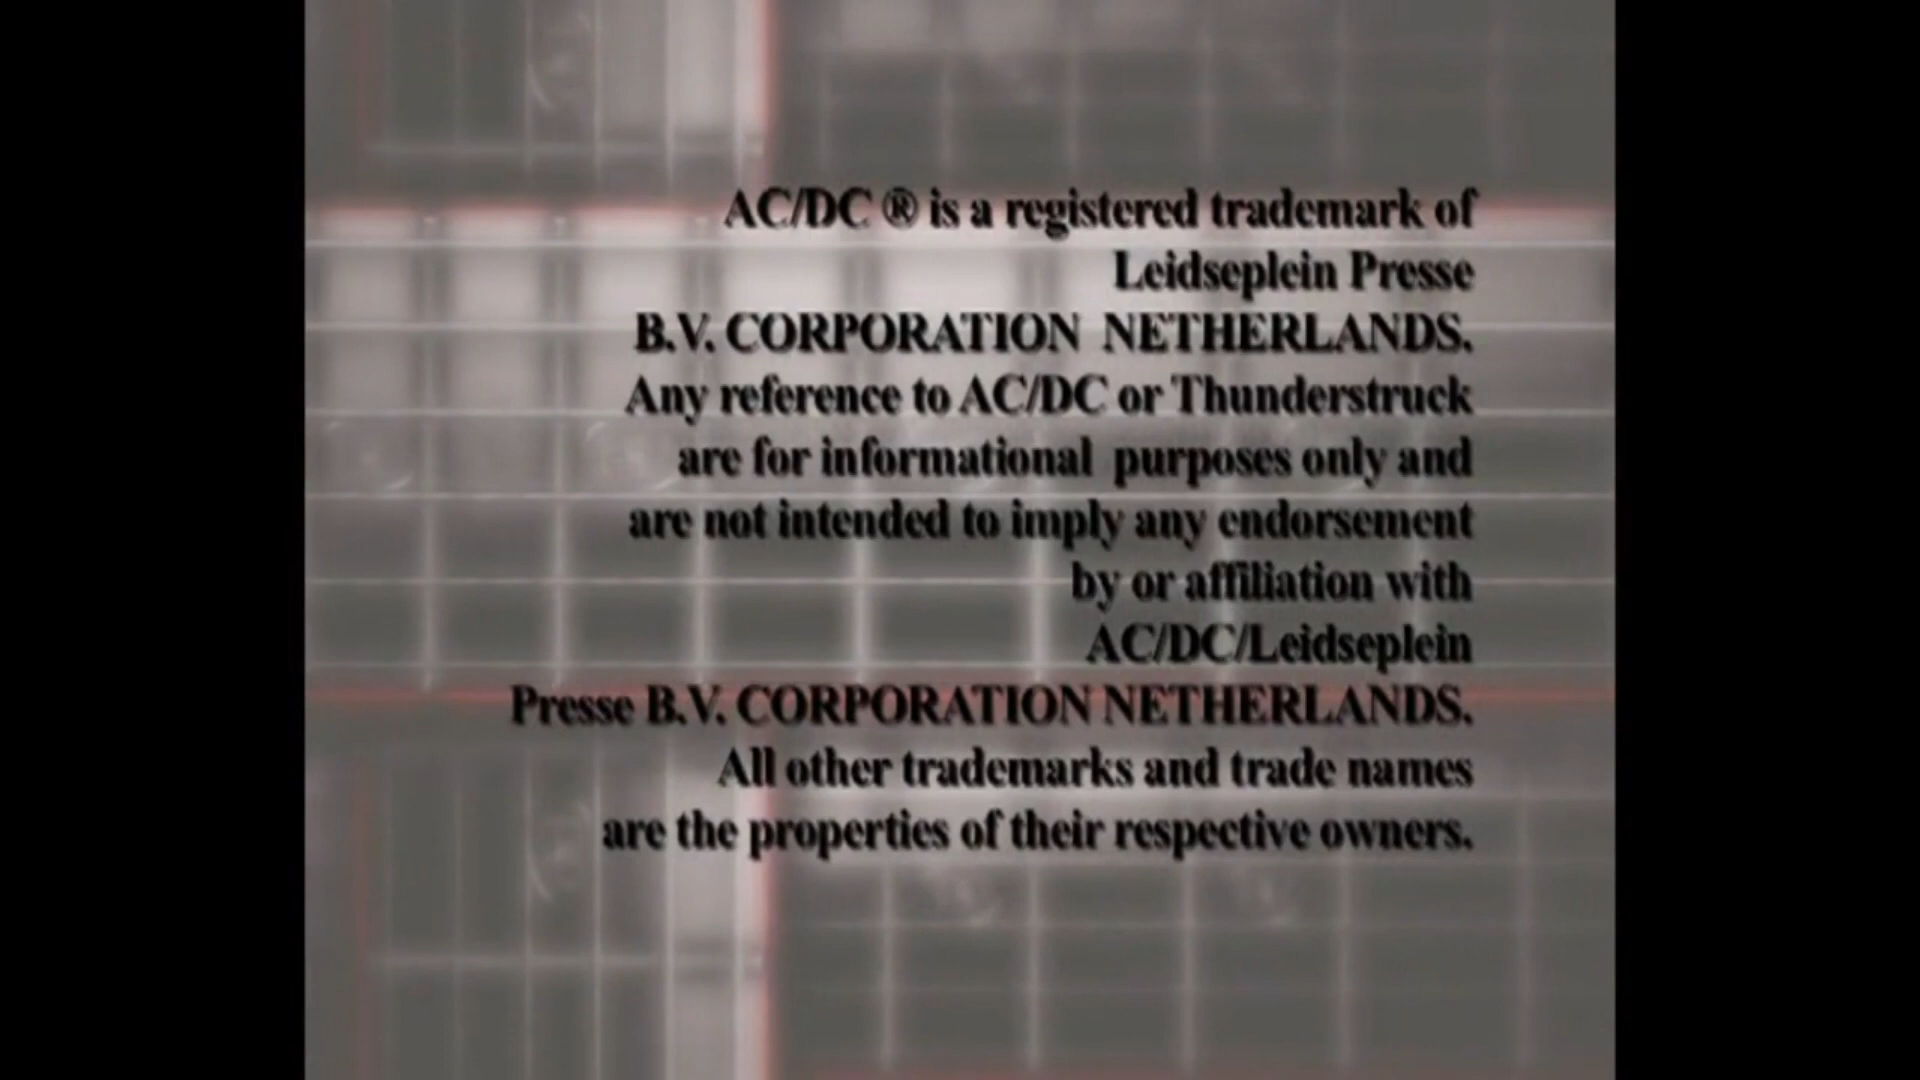 AC/DC ® is a registered trademark of
Leidseplein Presse
B.V. CORPORATION NETHERLANDS.
Any reference to AC/DC or Thunderstruck
are for informational purposes only and
are not intended to imply any endorsement
by or affiliation with
AC/DC/Leidseplein
Presse B.V. CORPORATION NETHERLANDS.
All other trademarks and trade names
are the properties of their respective owners.